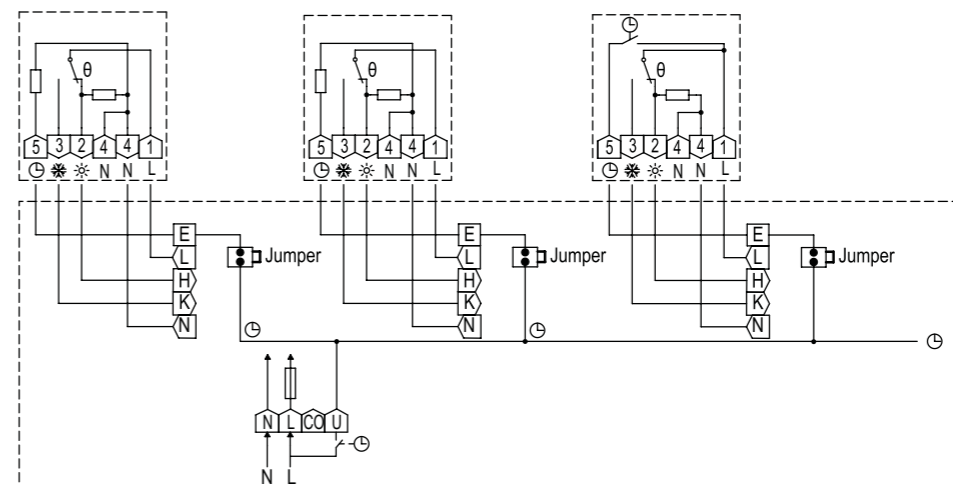 θ θ θ
5 3 2 4 4 1 5 3 2 4 4 1 5 3 2 4 4 1
N N L N N L N N L
E E E
L Jumper L Jumper L Jumper
H H H
K K K
N N N
N L CO U
N L